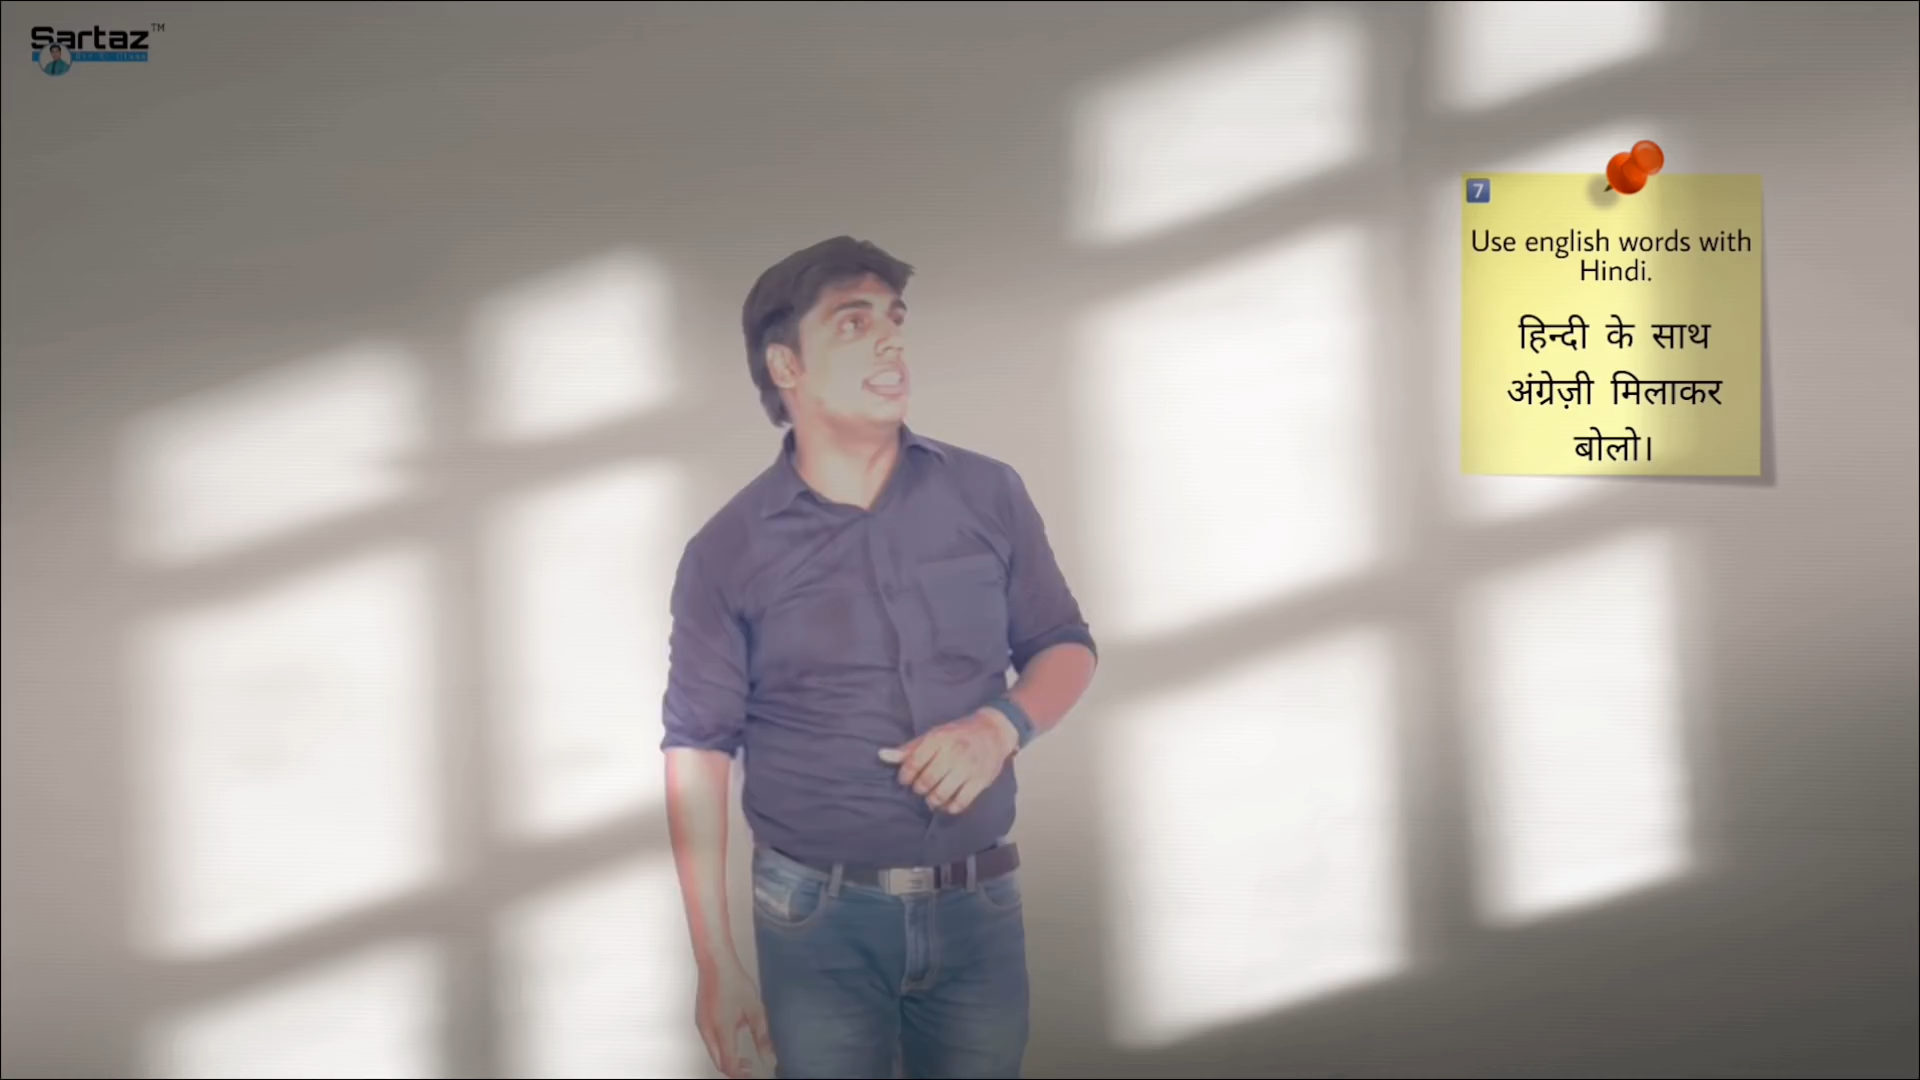 Sartaz™
7
Use english words with
Hindi.
हिन्दी के साथ
अंग्रेज़ी मिलाकर
बोलो।